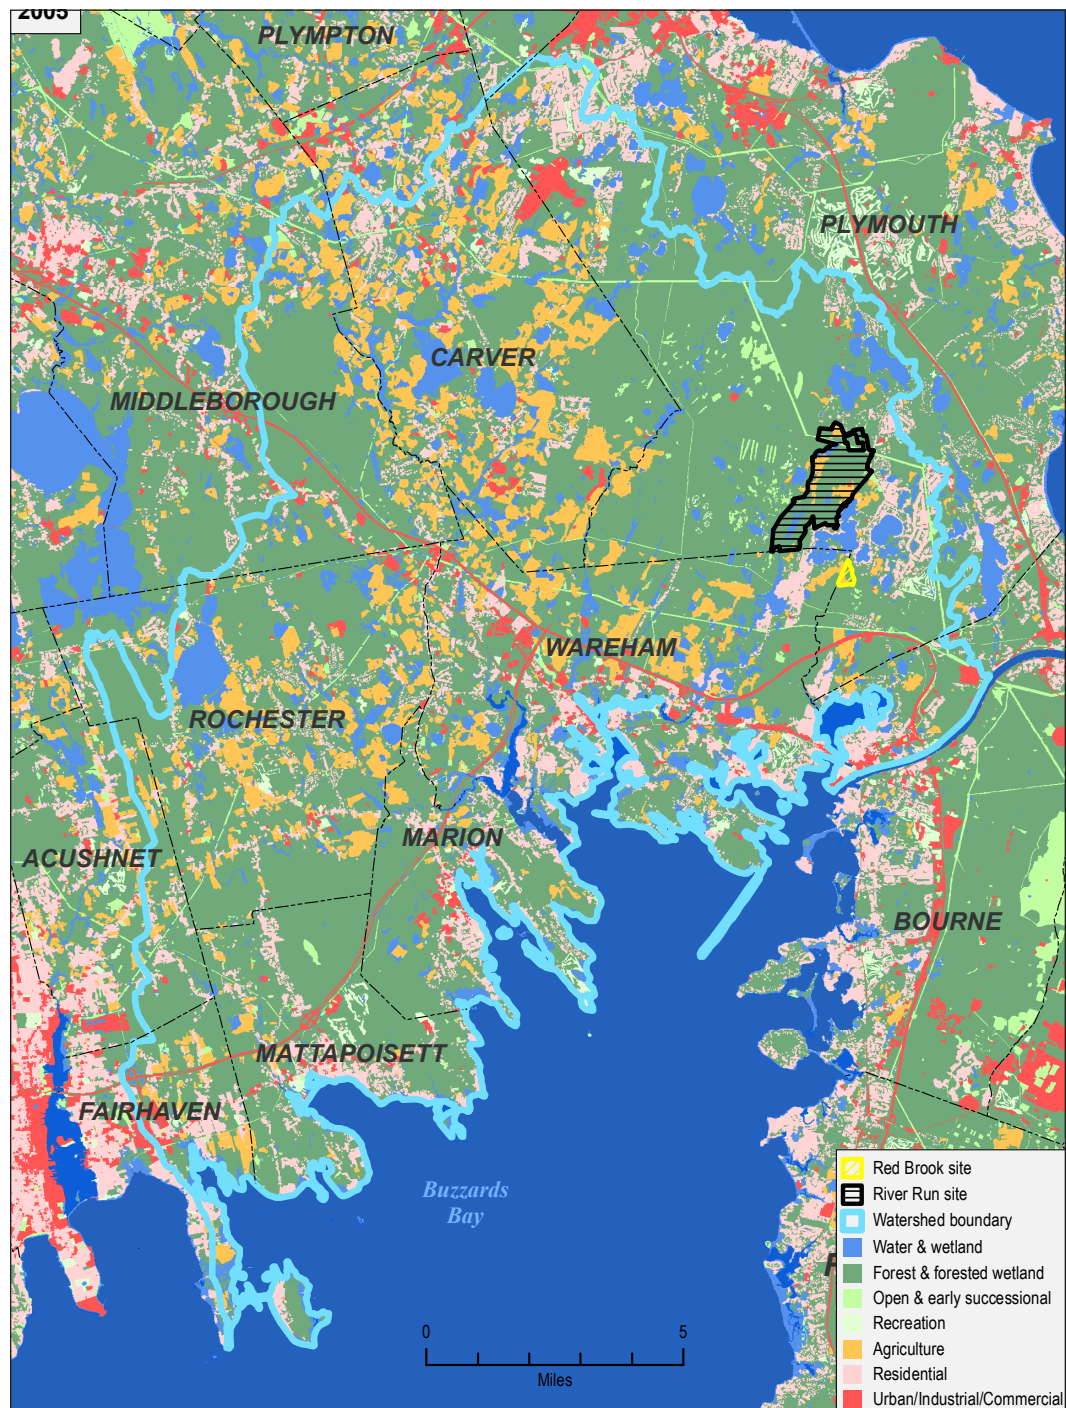 2005
PLYMPTON
PLYMOUTH
CARVER
MIDDLEBOROUGH
WAREHAM
ROCHESTER
MARION
ACUSHNET
BOURNE
MATTAPOISETT
FAIRHAVEN
Buzzards
Bay
0 5
Miles
Red Brook site
River Run site
Watershed boundary
Water & wetland
Forest & forested wetland
Open & early successional
Recreation
Agriculture
Residential
Urban/Industrial/Commercial